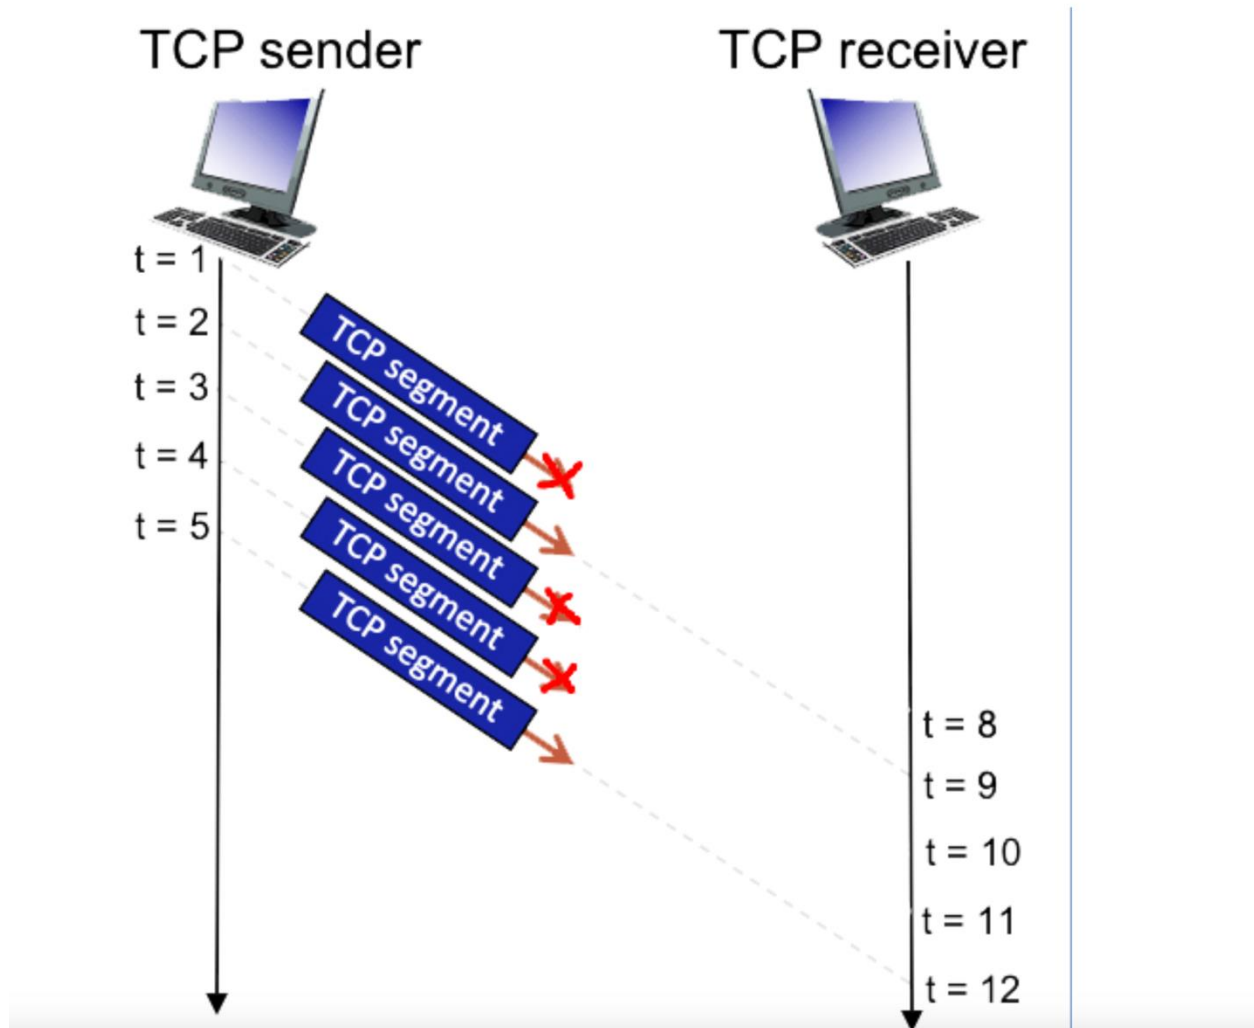 TCP sender
TCP receiver
t = 1
t = 2
t = 3
t = 4
t = 5
TCP segment
TCP segment
TCP segment
TCP segment
TCP segment
t = 8
t = 9
t = 10
t = 11
t = 12